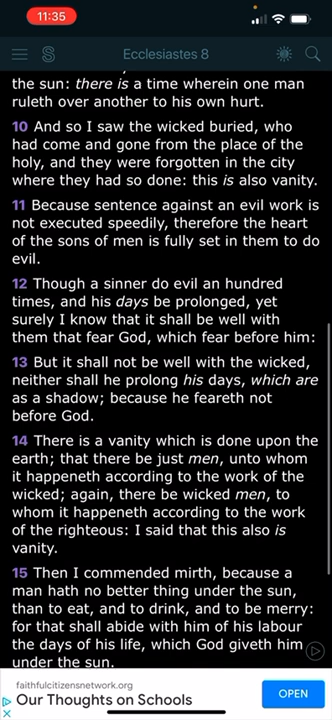 11:35
S
Ecclesiastes 8
the sun: there is a time wherein one man
ruleth over another to his own hurt.
10 And so I saw the wicked buried, who
had come and gone from the place of the
holy, and they were forgotten in the city
where they had so done: this is also vanity.
11 Because sentence against an evil work is
not executed speedily, therefore the heart
of the sons of men is fully set in them to do
evil.
12 Though a sinner do evil an hundred
times, and his days be prolonged, yet
surely I know that it shall be well with
them that fear God, which fear before him:
13 But it shall not be well with the wicked,
neither shall he prolong his days, which are
as a shadow; because he feareth not
before God.
14 There is a vanity which is done upon the
earth; that there be just men, unto whom
it happeneth according to the work of the
wicked; again, there be wicked men, to
whom it happeneth according to the work
of the righteous: I said that this also is
vanity.
15 Then I commended mirth, because a
man hath no better thing under the sun,
than to eat, and to drink, and to be merry:
for that shall abide with him of his labour
the days of his life, which God giveth him
under the sun.
faithfulcitizensnetwork.org
Our Thoughts on Schools
OPEN